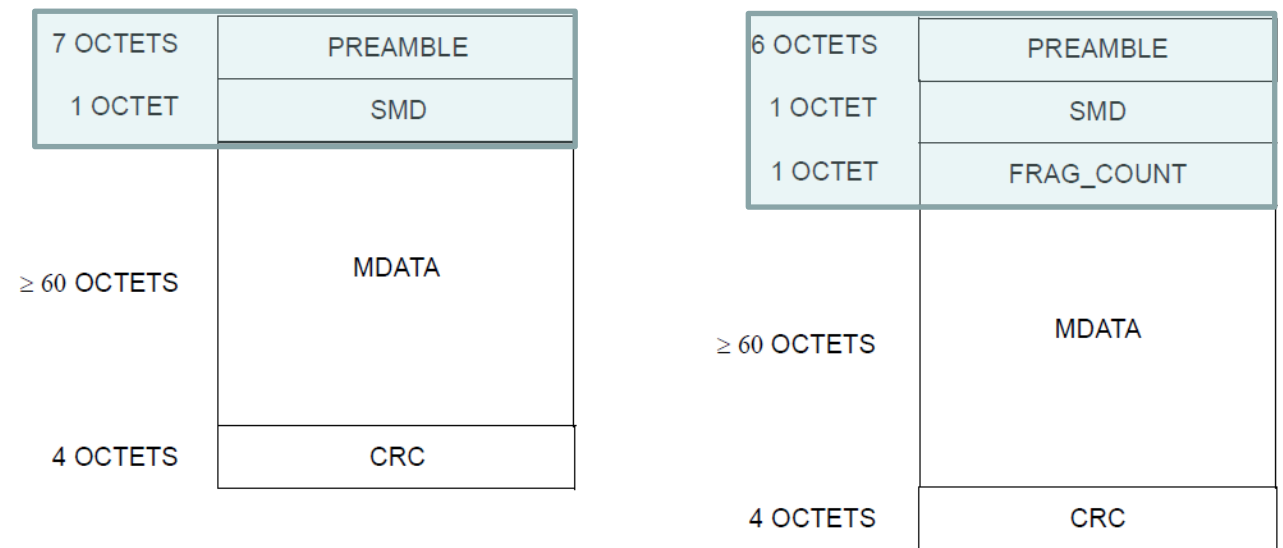 7 OCTETS PREAMBLE
1 OCTET SMD
≥ 60 OCTETS MDATA
4 OCTETS CRC
6 OCTETS PREAMBLE
1 OCTET SMD
1 OCTET FRAG_COUNT
≥ 60 OCTETS MDATA
4 OCTETS CRC